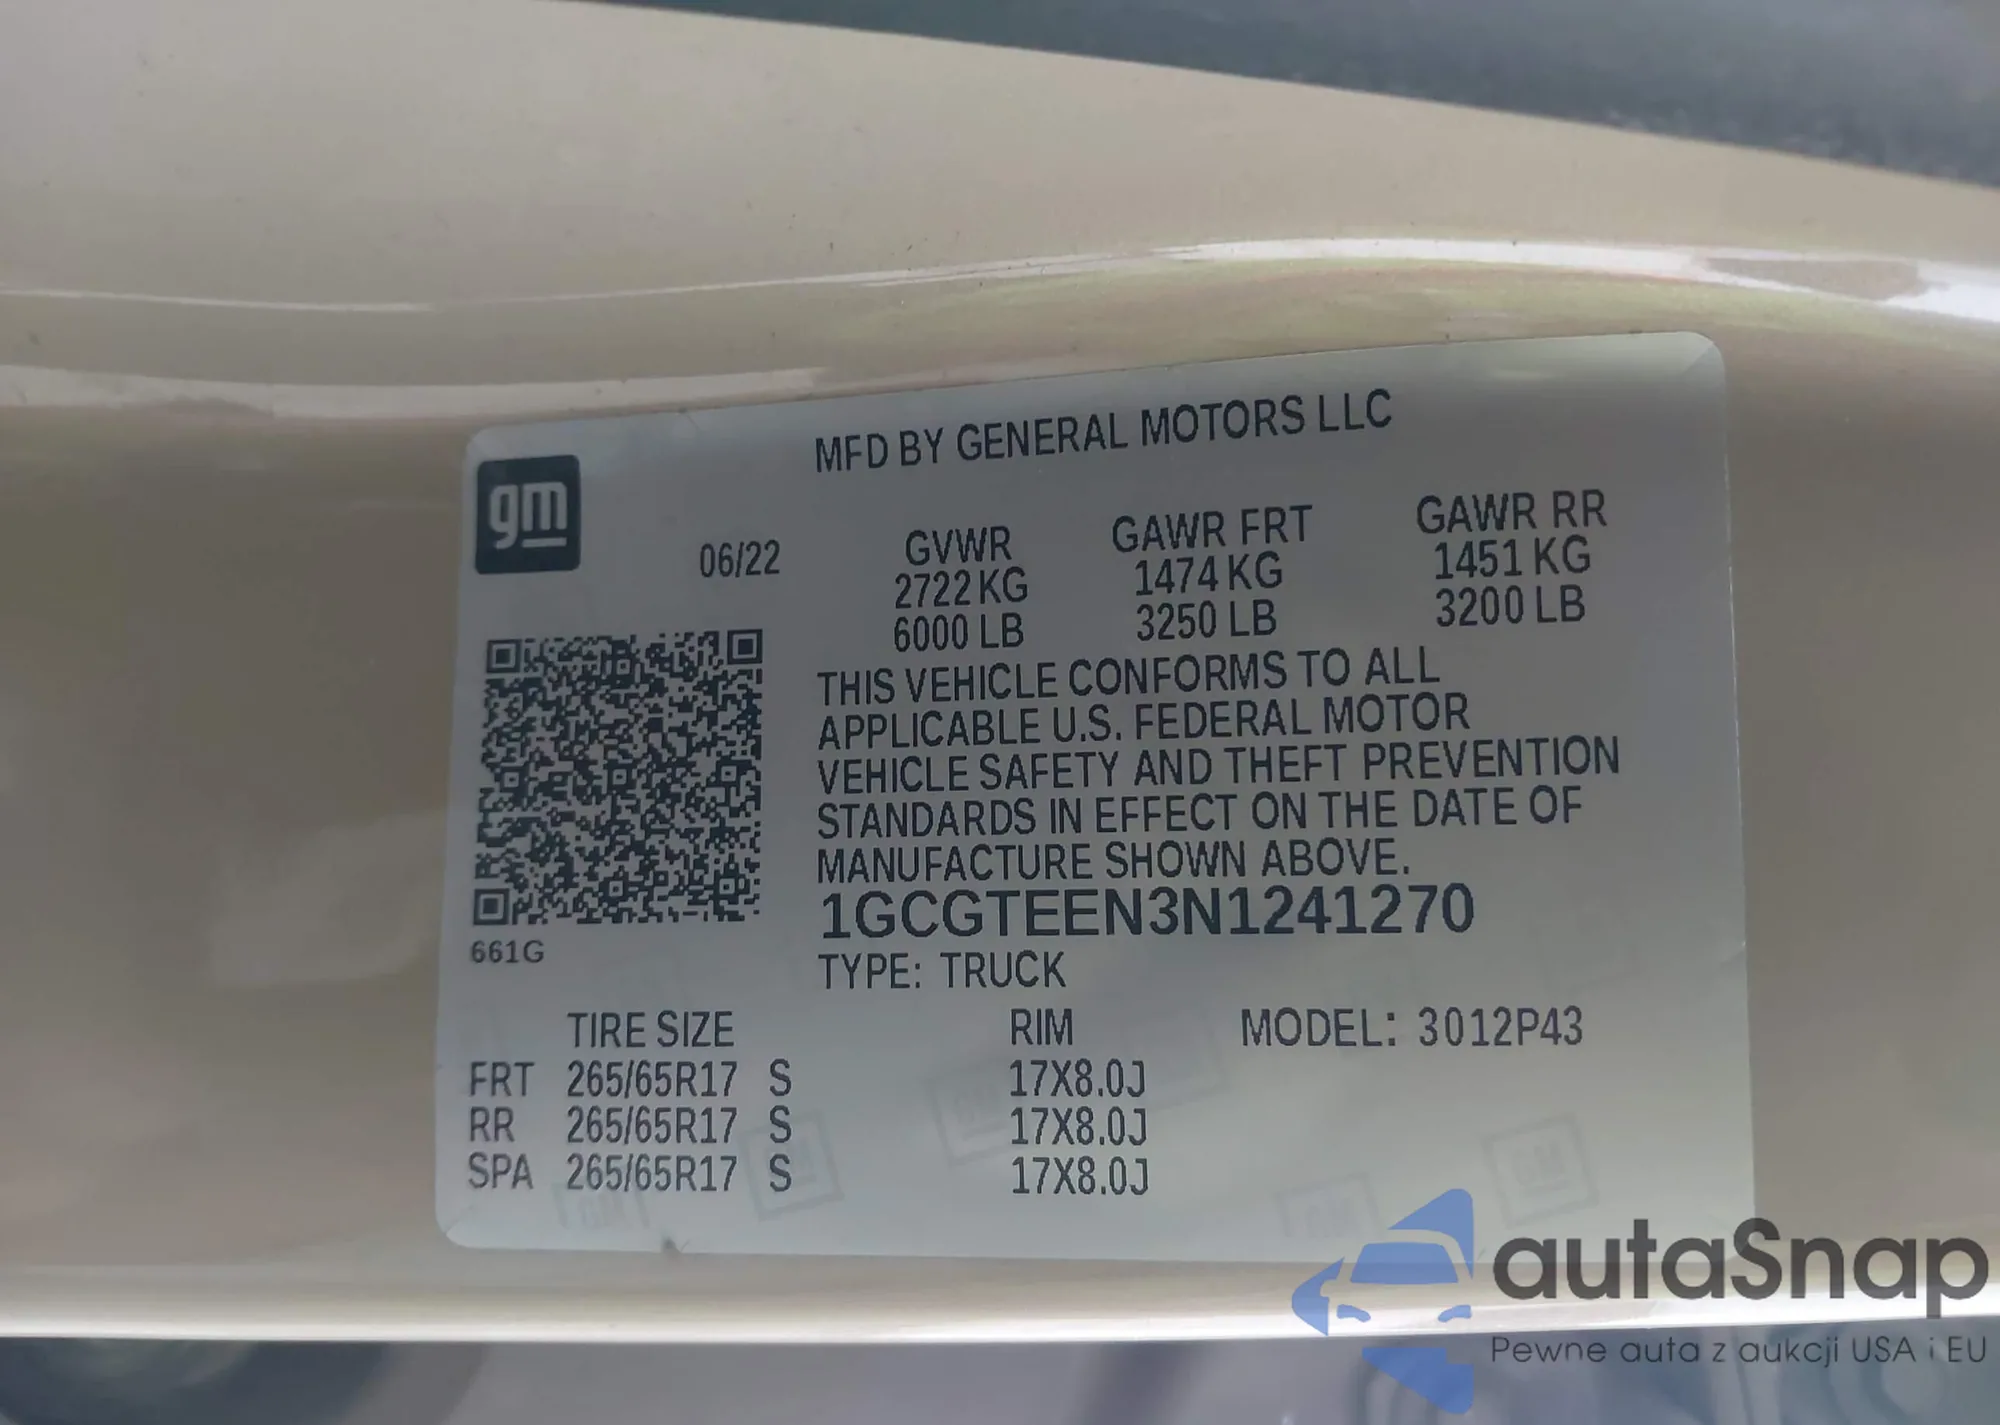 MFD BY GENERAL MOTORS LLC
gm
06/22 GVWR GAWR FRT GAWR RR
2722 KG 1474 KG 1451 KG
6000 LB 3250 LB 3200 LB
THIS VEHICLE CONFORMS TO ALL
APPLICABLE U.S. FEDERAL MOTOR
VEHICLE SAFETY AND THEFT PREVENTION
STANDARDS IN EFFECT ON THE DATE OF
MANUFACTURE SHOWN ABOVE.
1GCGTEEN3N1241270
661G
TYPE: TRUCK
TIRE SIZE RIM MODEL: 3012P43
FRT 265/65R17 S 17X8.0J
RR 265/65R17 S 17X8.0J
SPA 265/65R17 S 17X8.0J
autaSnap
Pewne auta z aukcji USA i EU